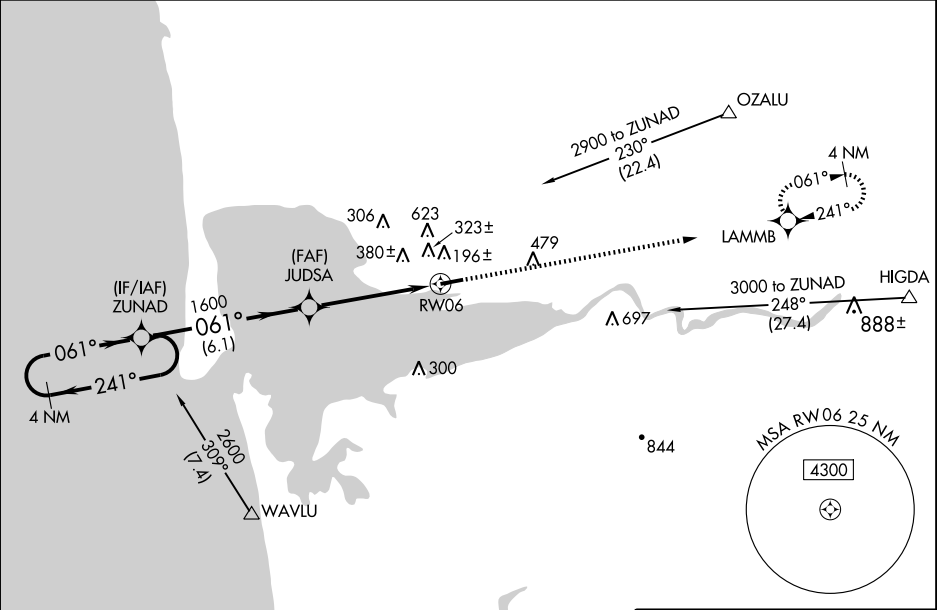 OZALU
2900 to ZUNAD
230°
(22.4)
4 NM
061°
241°
LAMMB
306
623
323±
380±
196±
479
(FAF)
JUDSA
RW06
HIGDA
3000 to ZUNAD
248°
(27.4)
888±
697
(IF/IAF)
ZUNAD
1600
061°
(6.1)
061°
241°
4 NM
300
2600
309°
(7.4)
WAVLU
844
MSA RW06 25 NM
4300